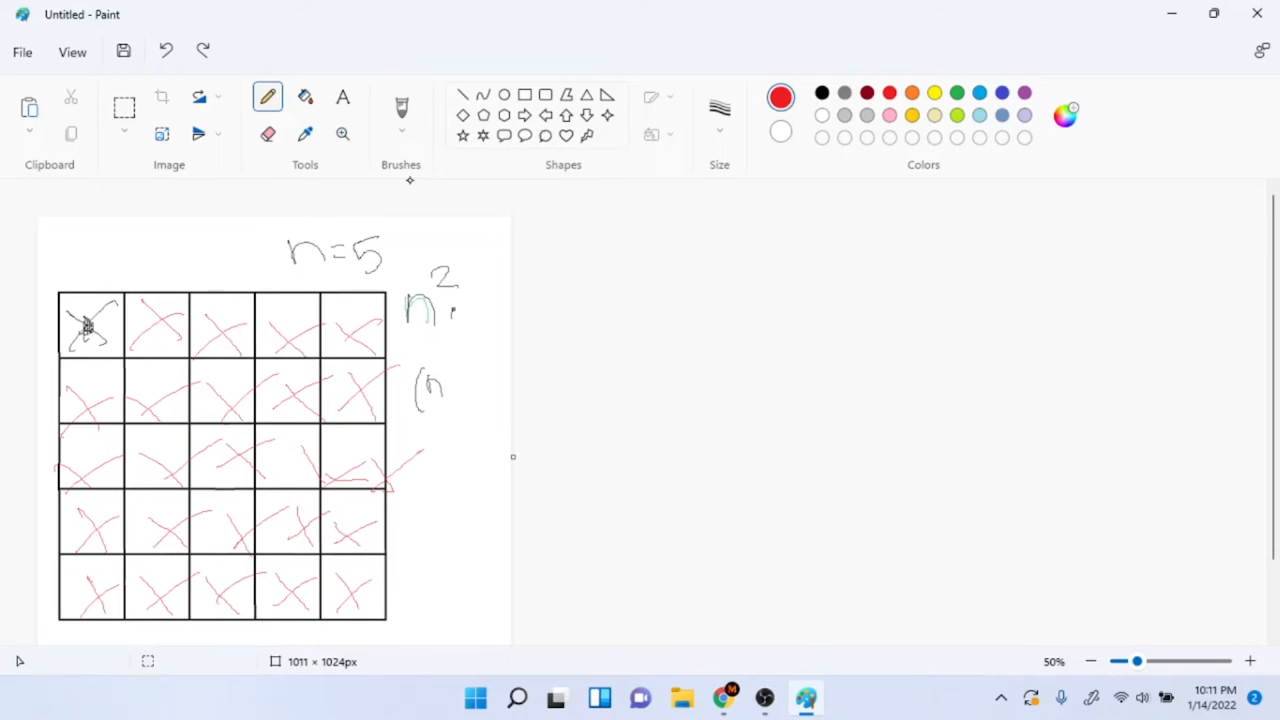 Untitled - Paint
File View
Clipboard Image Tools Brushes Shapes Size Colors
n=5
n²
(n
1011 × 1024px 50%
10:11 PM
1/14/2022
2
M
A